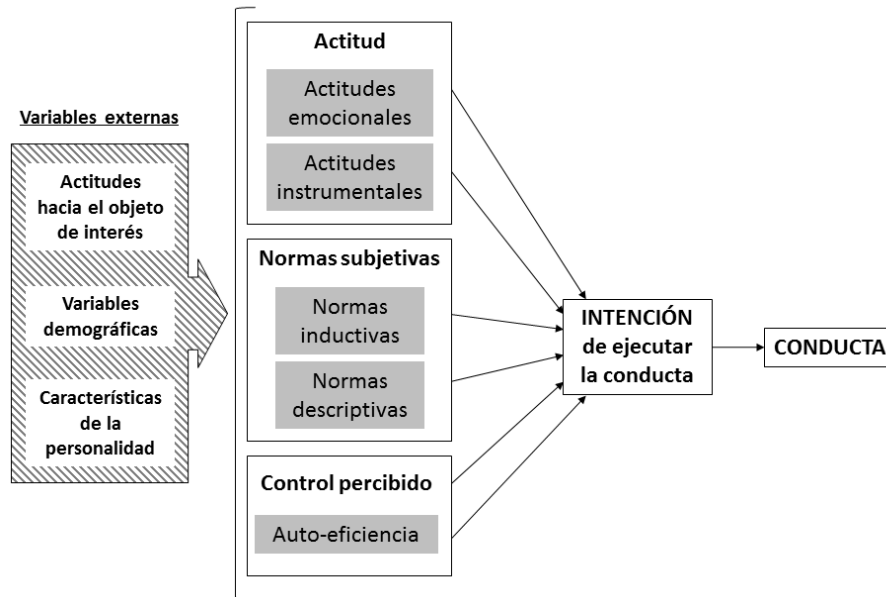 Variables externas
Actitudes
hacia el objeto
de interés
Variables
demográficas
Características
de la
personalidad
Actitud
Actitudes
emocionales
Actitudes
instrumentales
Normas subjetivas
Normas
inductivas
Normas
descriptivas
Control percibido
Auto-eficiencia
INTENCIÓN
de ejecutar
la conducta
CONDUCTA